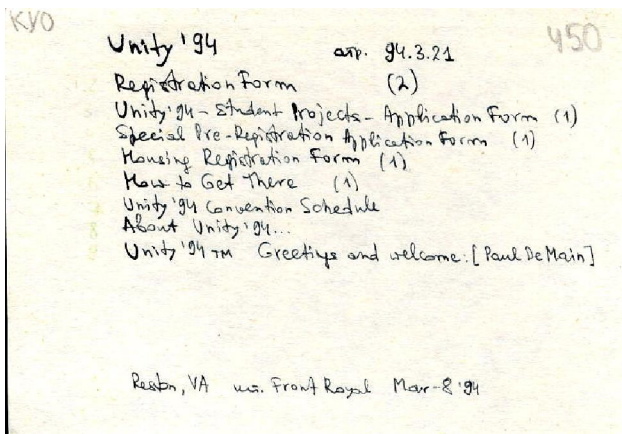 KYO
450
Unity '94 arr. 94.3.21
Registration Form (2)
Unity '94 - Student Projects - Application Form (1)
Special Pre-Registration Application Form (1)
Housing Registration Form (1)
How to Get There (1)
Unity '94 Convention Schedule
About Unity '94...
Unity '94 TM Greetings and welcome: [Paul DeMain]
Reston, VA Front Royal Mar-8 '94